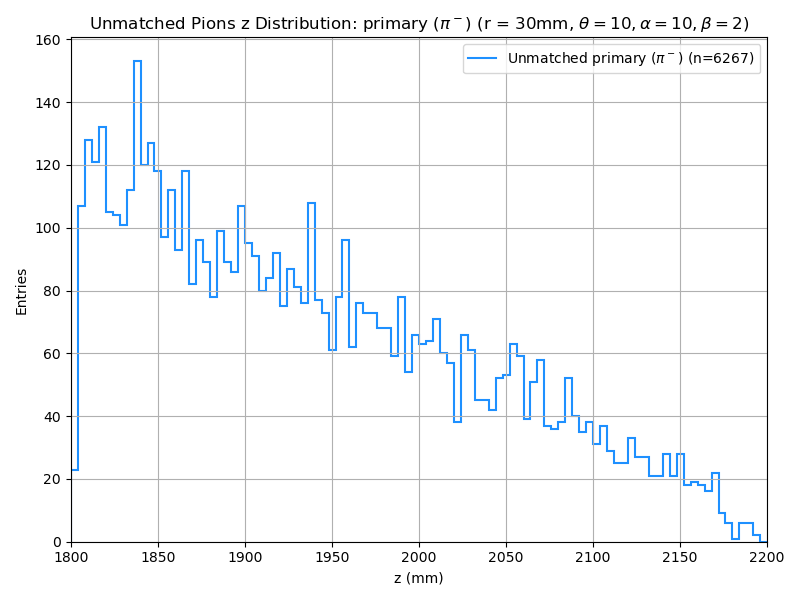 Unmatched Pions z Distribution: primary (π⁻) (r = 30mm, θ = 10, α = 10, β = 2)
Unmatched primary (π⁻) (n=6267)
160
140
120
100
80
60
40
20
0
Entries
1800 1850 1900 1950 2000 2050 2100 2150 2200
z (mm)